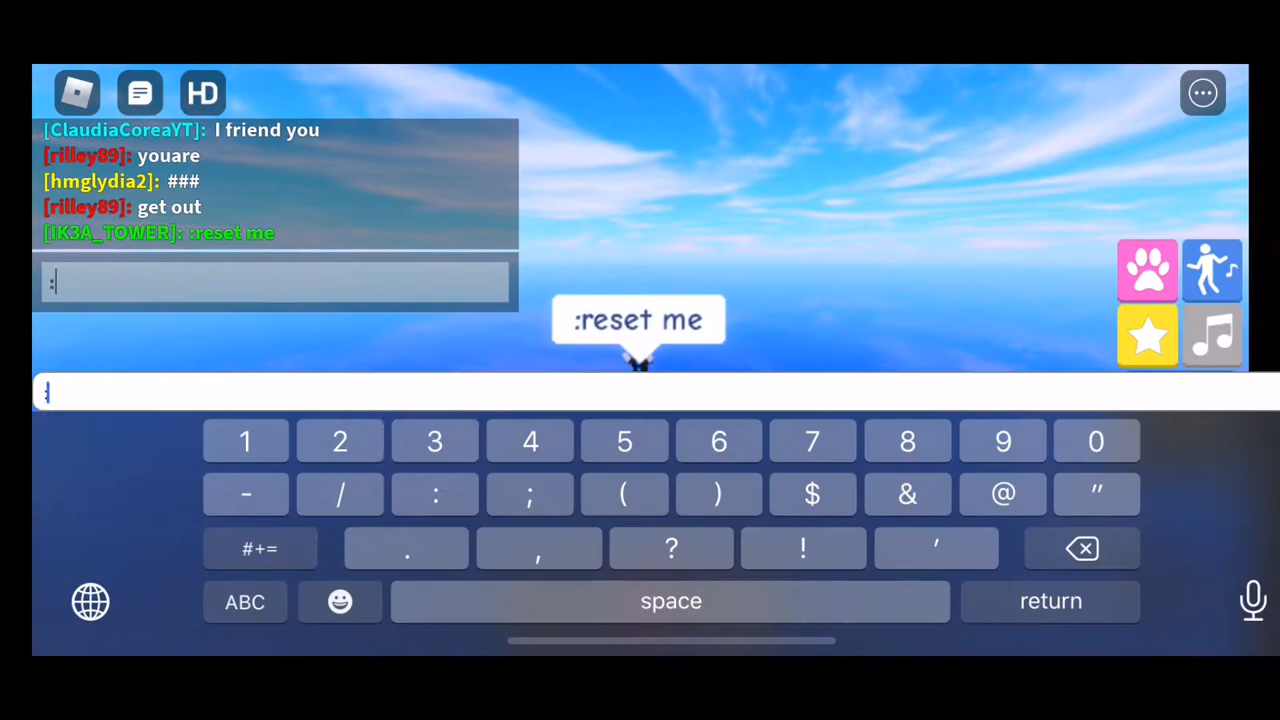 HD
[ClaudiaCoreaYT]: I friend you
[rilley89]: youare
[hmglydia2]: ###
[rilley89]: get out
[IK3A_TOWER]: :reset me
:
:reset me
:
1 2 3 4 5 6 7 8 9 0
- / : ; ( ) $ & @ "
#+= . , ? ! '
ABC space return